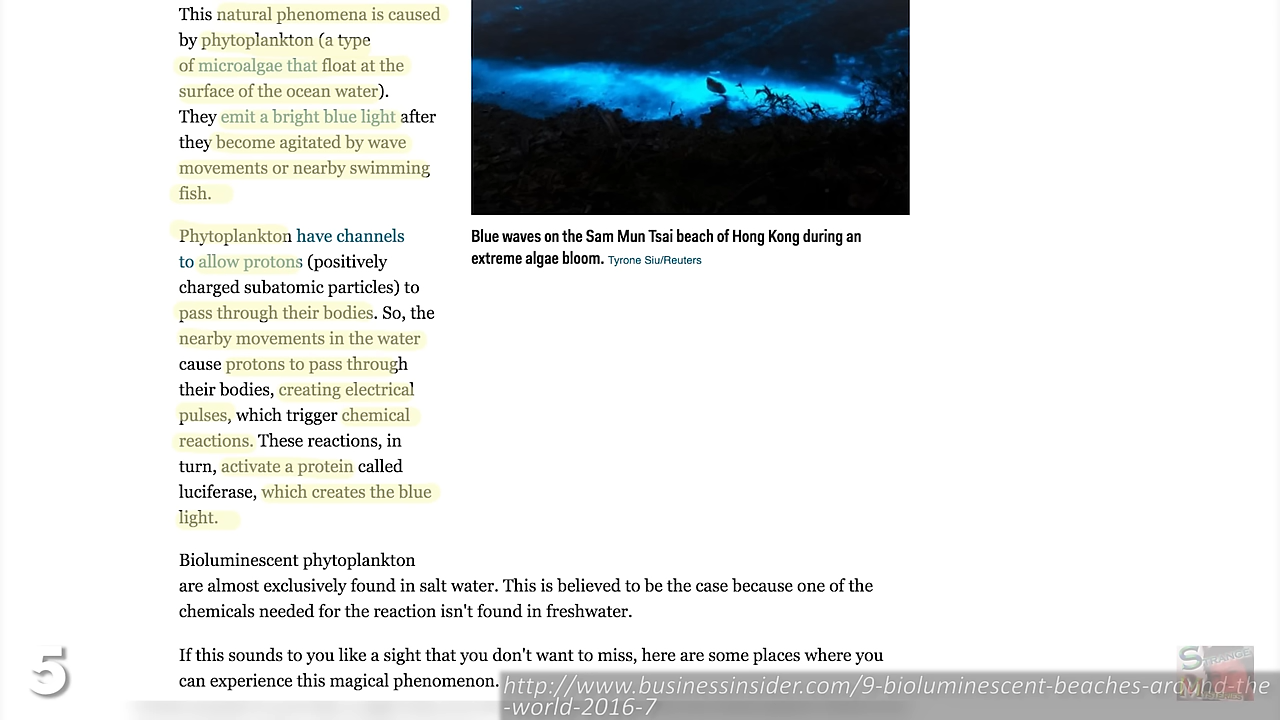 This natural phenomena is caused
by phytoplankton (a type
of microalgae that float at the
surface of the ocean water).
They emit a bright blue light after
they become agitated by wave
movements or nearby swimming
fish.
Phytoplankton have channels
to allow protons (positively
charged subatomic particles) to
pass through their bodies. So, the
nearby movements in the water
cause protons to pass through
their bodies, creating electrical
pulses, which trigger chemical
reactions. These reactions, in
turn, activate a protein called
luciferase, which creates the blue
light.
Blue waves on the Sam Mun Tsai beach of Hong Kong during an
extreme algae bloom. Tyrone Siu/Reuters
Bioluminescent phytoplankton
are almost exclusively found in salt water. This is believed to be the case because one of the
chemicals needed for the reaction isn't found in freshwater.
If this sounds to you like a sight that you don't want to miss, here are some places where you
can experience this magical phenomenon.
5
http://www.businessinsider.com/9-bioluminescent-beaches-around-the
-world-2016-7
STRANGE